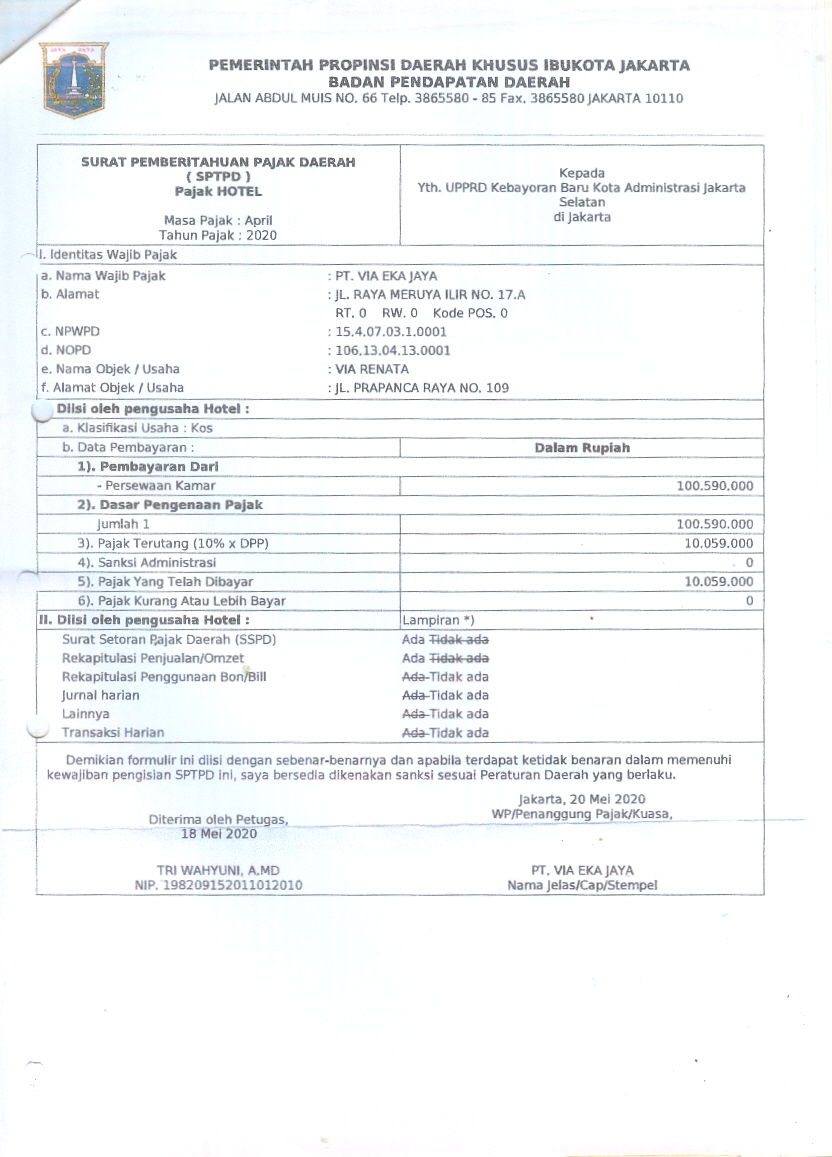 JAYA RAYA
PEMERINTAH PROPINSI DAERAH KHUSUS IBUKOTA JAKARTA
BADAN PENDAPATAN DAERAH
JALAN ABDUL MUIS NO. 66 Telp. 3865580 - 85 Fax. 3865580 JAKARTA 10110
SURAT PEMBERITAHUAN PAJAK DAERAH
( SPTPD )
Pajak HOTEL
Masa Pajak : April
Tahun Pajak : 2020
Kepada
Yth. UPPRD Kebayoran Baru Kota Administrasi Jakarta
Selatan
di Jakarta
I. Identitas Wajib Pajak
a. Nama Wajib Pajak : PT. VIA EKA JAYA
b. Alamat : JL. RAYA MERUYA ILIR NO. 17.A
RT. 0 RW. 0 Kode POS. 0
c. NPWPD : 15.4.07.03.1.0001
d. NOPD : 106.13.04.13.0001
e. Nama Objek / Usaha : VIA RENATA
f. Alamat Objek / Usaha : JL. PRAPANCA RAYA NO. 109
Diisi oleh pengusaha Hotel :
a. Klasifikasi Usaha : Kos
b. Data Pembayaran : Dalam Rupiah
1). Pembayaran Dari
- Persewaan Kamar 100.590.000
2). Dasar Pengenaan Pajak
Jumlah 1 100.590.000
3). Pajak Terutang (10% x DPP) 10.059.000
4). Sanksi Administrasi 0
5). Pajak Yang Telah Dibayar 10.059.000
6). Pajak Kurang Atau Lebih Bayar 0
II. Diisi oleh pengusaha Hotel : Lampiran *)
Surat Setoran Pajak Daerah (SSPD) Ada Tidak ada
Rekapitulasi Penjualan/Omzet Ada Tidak ada
Rekapitulasi Penggunaan Bon/Bill Ada Tidak ada
Jurnal harian Ada Tidak ada
Lainnya Ada Tidak ada
Transaksi Harian Ada Tidak ada
Demikian formulir ini diisi dengan sebenar-benarnya dan apabila terdapat ketidak benaran dalam memenuhi
kewajiban pengisian SPTPD ini, saya bersedia dikenakan sanksi sesuai Peraturan Daerah yang berlaku.
Jakarta, 20 Mei 2020
WP/Penanggung Pajak/Kuasa,
Diterima oleh Petugas,
18 Mei 2020
TRI WAHYUNI, A.MD
NIP. 198209152011012010
PT. VIA EKA JAYA
Nama Jelas/Cap/Stempel